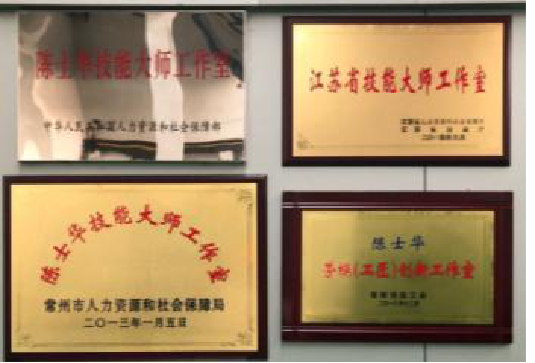 陈士华技能大师工作室
中华人民共和国人力资源和社会保障部
江苏省技能大师工作室
陈士华技能大师工作室
常州市人力资源和社会保障局
二〇一三年一月五日
陈士华
劳模(工匠)创新工作室